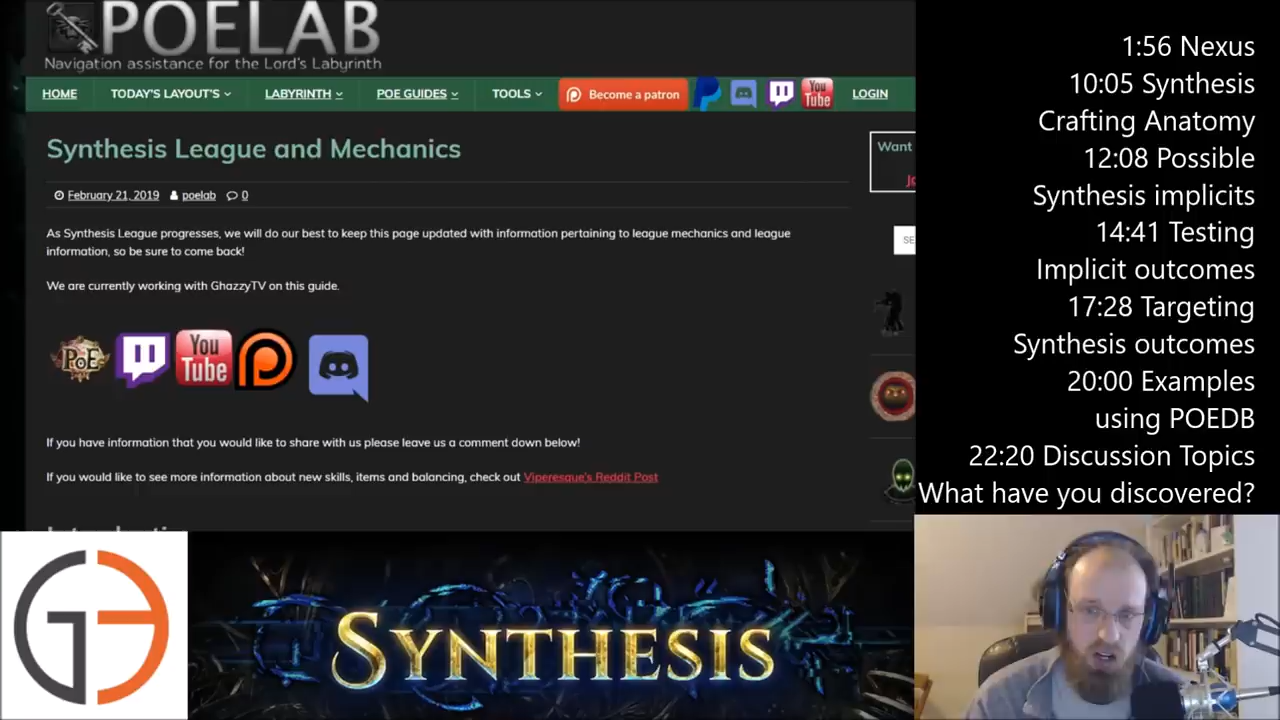 POELAB
Navigation assistance for the Lord's Labyrinth
HOME TODAY'S LAYOUT'S LABYRINTH POE GUIDES TOOLS Become a patron You Tube LOGIN
Synthesis League and Mechanics
February 21, 2019 poelab 0
As Synthesis League progresses, we will do our best to keep this page updated with information pertaining to league mechanics and league
information, so be sure to come back!
We are currently working with GhazzyTV on this guide.
PoE You Tube
If you have information that you would like to share with us please leave us a comment down below!
If you would like to see more information about new skills, items and balancing, check out Viperesque's Reddit Post
Want
SE
1:56 Nexus
10:05 Synthesis
Crafting Anatomy
12:08 Possible
Synthesis implicits
14:41 Testing
Implicit outcomes
17:28 Targeting
Synthesis outcomes
20:00 Examples
using POEDB
22:20 Discussion Topics
What have you discovered?
SYNTHESIS